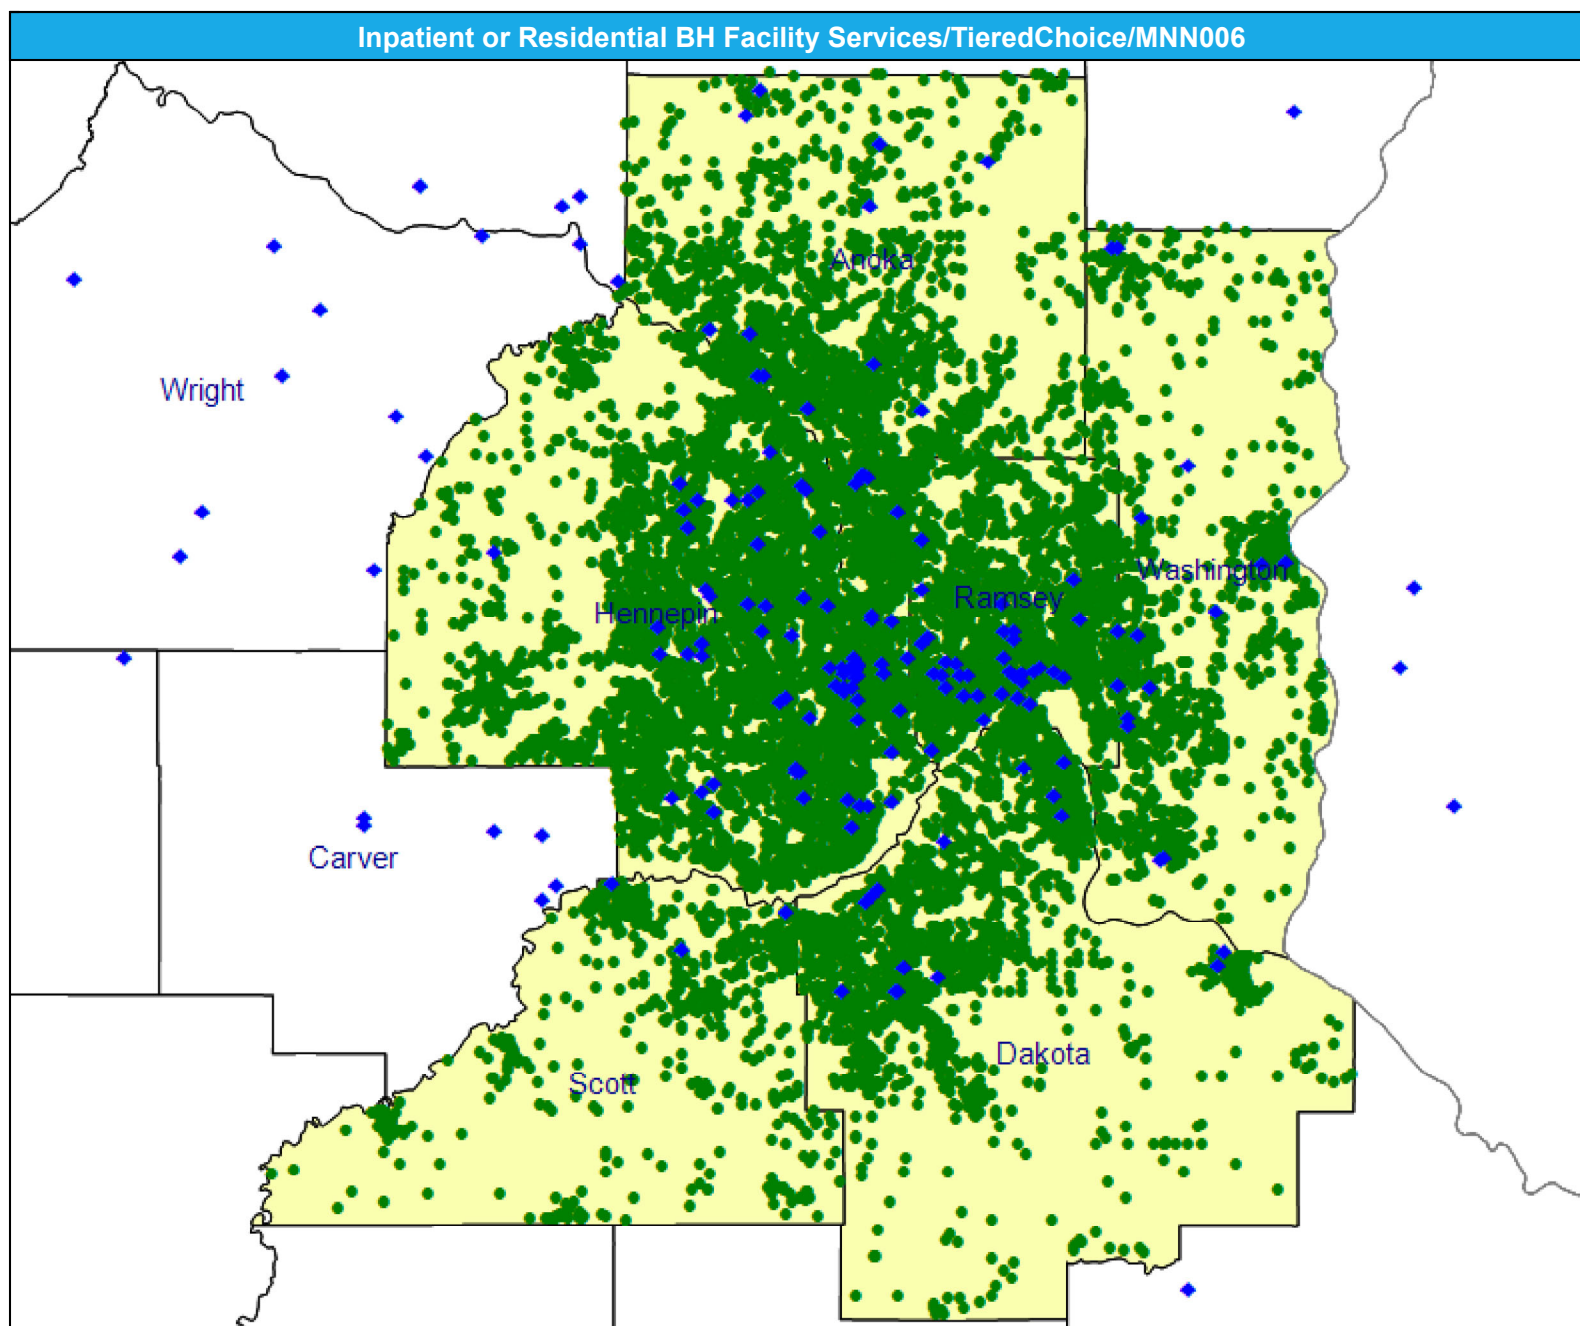 Inpatient or Residential BH Facility Services/TieredChoice/MNN006
Anoka
Wright
Washington
Ramsey
Hennepin
Carver
Dakota
Scott